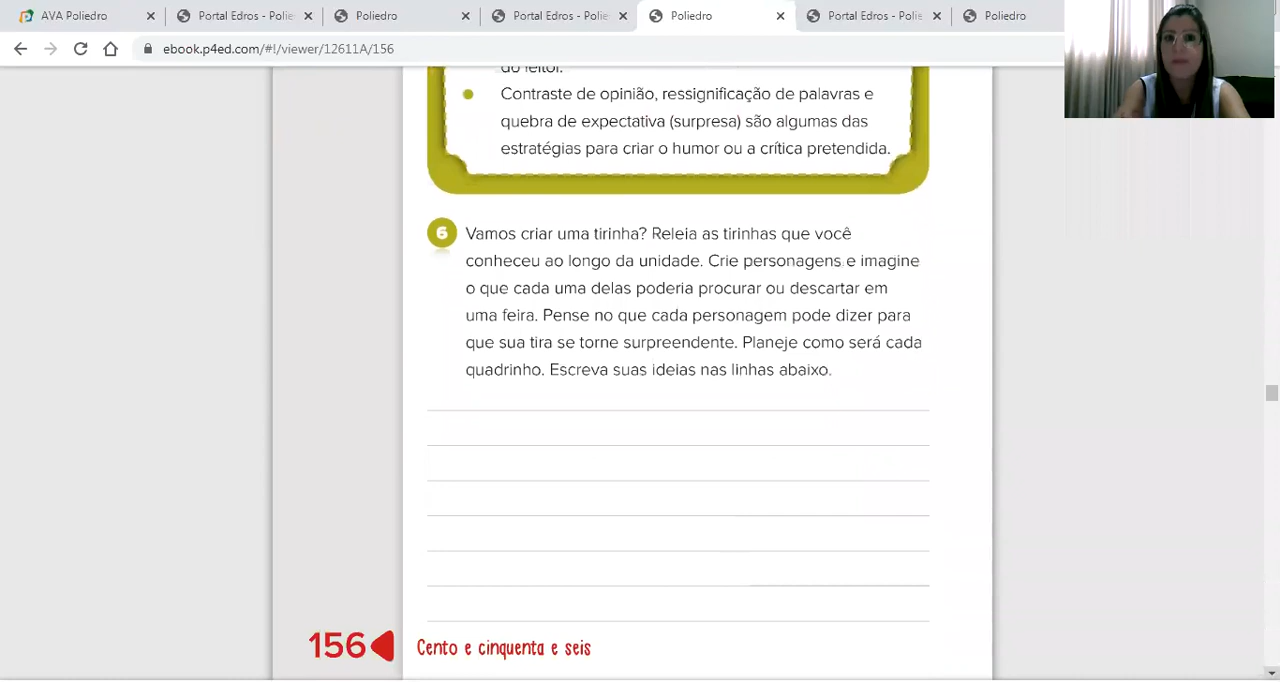 AVA Poliedro
Portal Edros - Polie
Poliedro
Portal Edros - Polie
Poliedro
Portal Edros - Polie
Poliedro
ebook.p4ed.com/#!/viewer/12611A/156
do leitor.
Contraste de opinião, ressignificação de palavras e
quebra de expectativa (surpresa) são algumas das
estratégias para criar o humor ou a crítica pretendida.
6
Vamos criar uma tirinha? Releia as tirinhas que você
conheceu ao longo da unidade. Crie personagens e imagine
o que cada uma delas poderia procurar ou descartar em
uma feira. Pense no que cada personagem pode dizer para
que sua tira se torne surpreendente. Planeje como será cada
quadrinho. Escreva suas ideias nas linhas abaixo.
156
Cento e cinquenta e seis